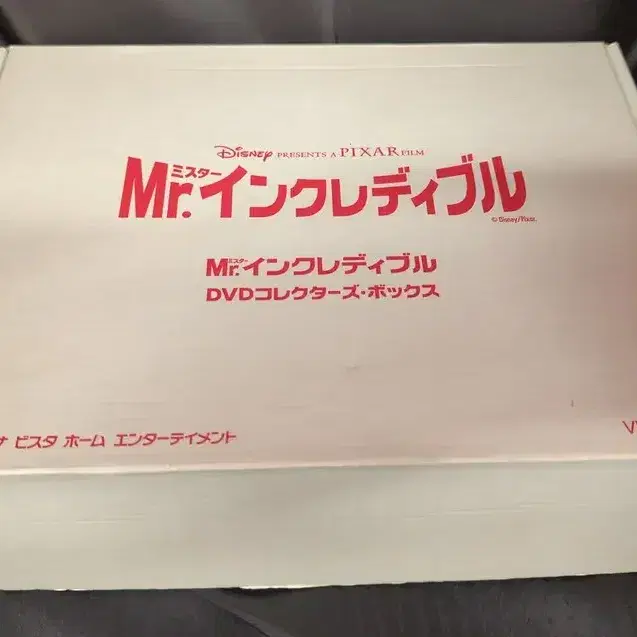 Disney PRESENTS A PIXAR FILM
ミスター
Mr.インクレディブル
© Disney/Pixar.
ミスター
Mr.インクレディブル
DVDコレクターズ・ボックス
ビスタ ホーム エンターテイメント